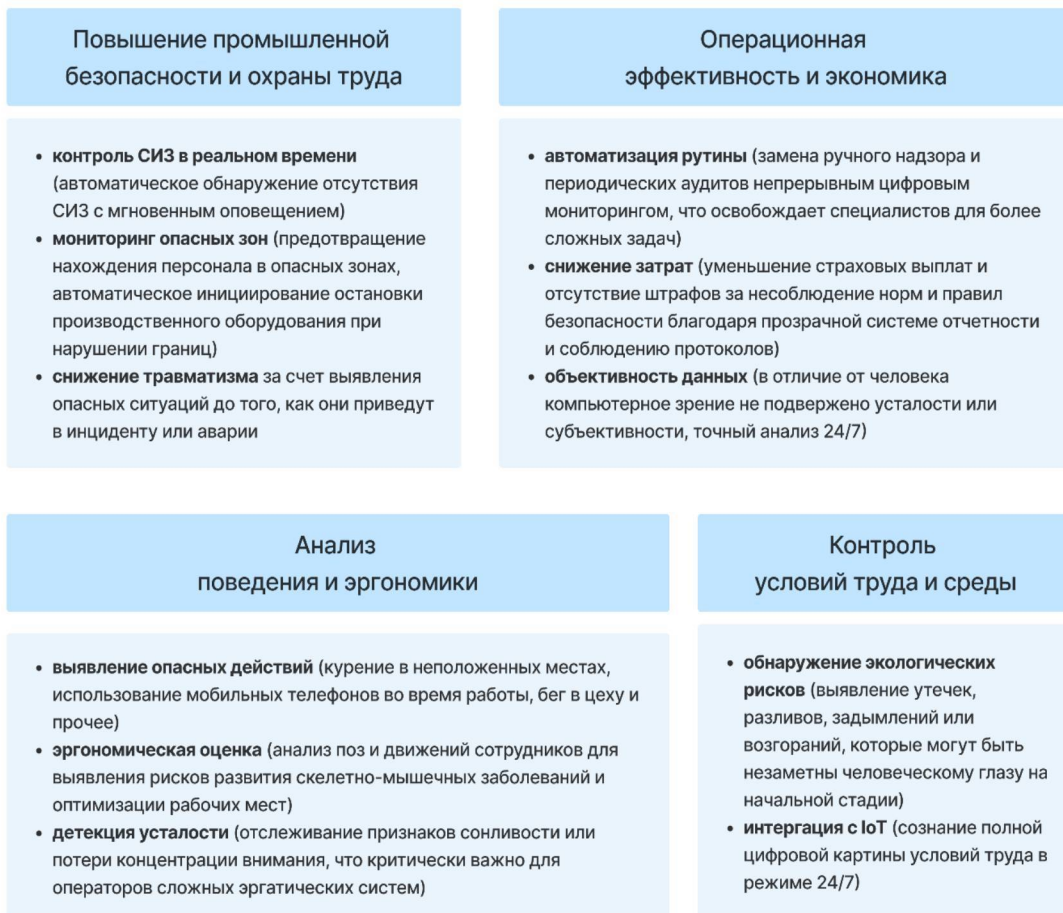 Повышение промышленной
безопасности и охраны труда
• контроль СИЗ в реальном времени
(автоматическое обнаружение отсутствия
СИЗ с мгновенным оповещением)
• мониторинг опасных зон (предотвращение
нахождения персонала в опасных зонах,
автоматическое инициирование остановки
производственного оборудования при
нарушении границ)
• снижение травматизма за счет выявления
опасных ситуаций до того, как они приведут
в инциденту или аварии
Операционная
эффективность и экономика
• автоматизация рутины (замена ручного надзора и
периодических аудитов непрерывным цифровым
мониторингом, что освобождает специалистов для более
сложных задач)
• снижение затрат (уменьшение страховых выплат и
отсутствие штрафов за несоблюдение норм и правил
безопасности благодаря прозрачной системе отчетности
и соблюдению протоколов)
• объективность данных (в отличие от человека
компьютерное зрение не подвержено усталости или
субъективности, точный анализ 24/7)
Анализ
поведения и эргономики
• выявление опасных действий (курение в неположенных местах,
использование мобильных телефонов во время работы, бег в цеху и
прочее)
• эргономическая оценка (анализ поз и движений сотрудников для
выявления рисков развития скелетно-мышечных заболеваний и
оптимизации рабочих мест)
• детекция усталости (отслеживание признаков сонливости или
потери концентрации внимания, что критически важно для
операторов сложных эргатических систем)
Контроль
условий труда и среды
• обнаружение экологических
рисков (выявление утечек,
разливов, задымлений или
возгораний, которые могут быть
незаметны человеческому глазу на
начальной стадии)
• интергация с IoT (сознание полной
цифровой картины условий труда в
режиме 24/7)